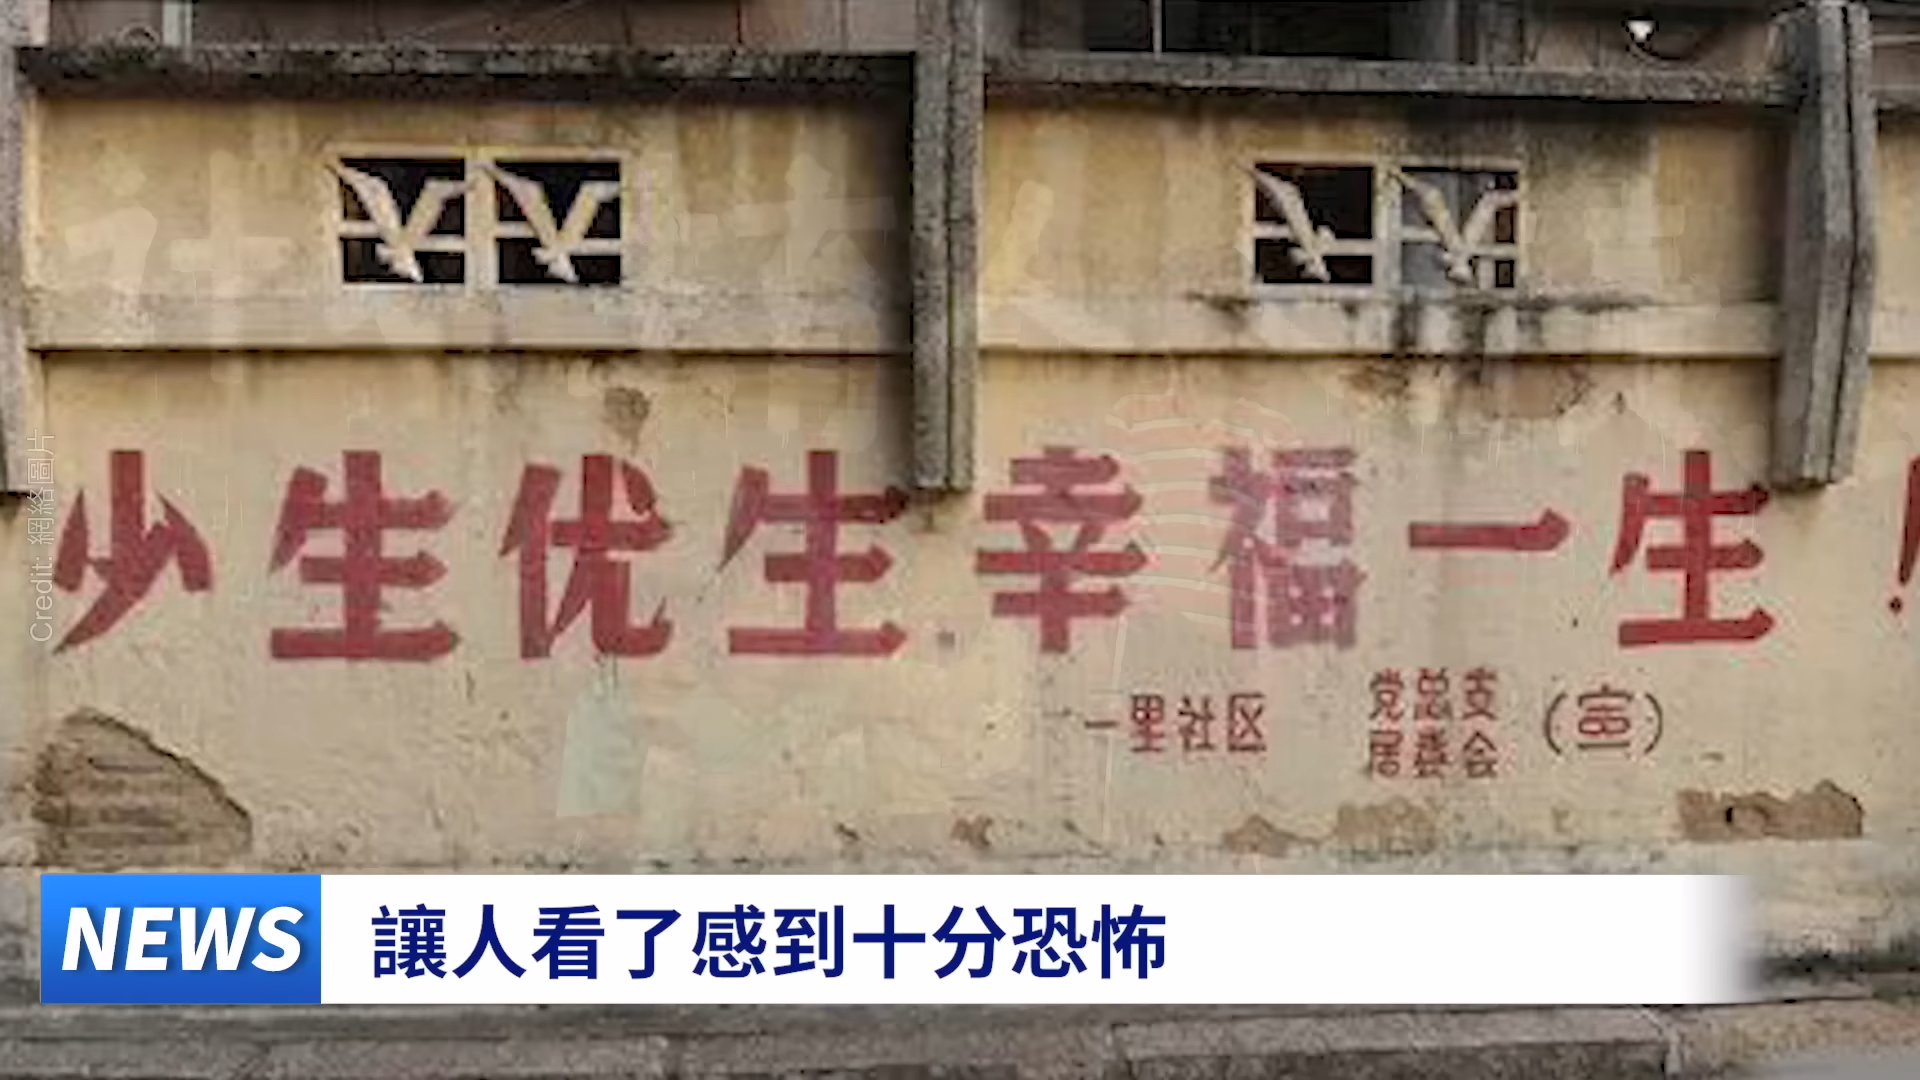 少生优生幸福一生！
一里社区 党总支 （宣）
居委会
NEWS 讓人看了感到十分恐怖
Credit: 網絡圖片